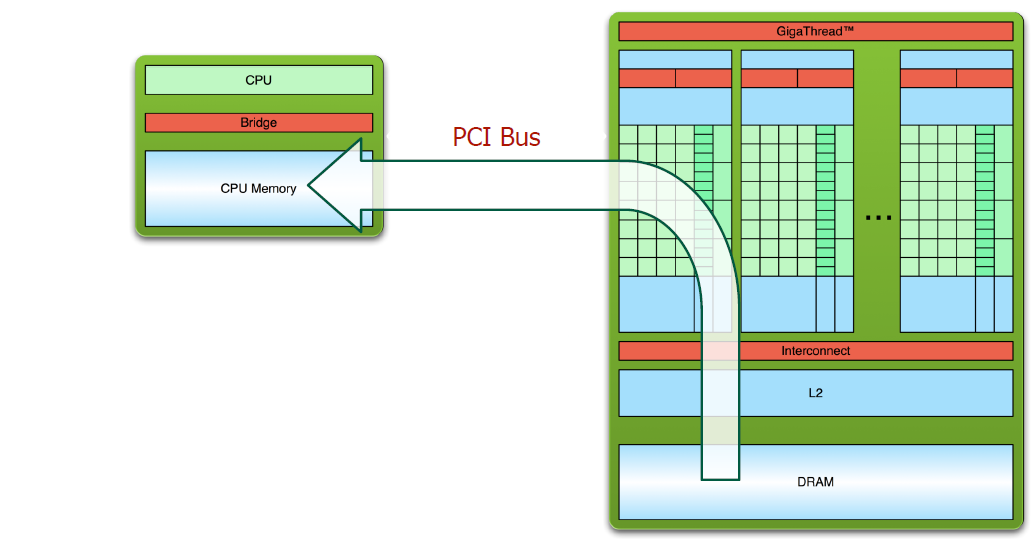 GigaThread™
CPU
Bridge
CPU Memory
PCI Bus
...
Interconnect
L2
DRAM